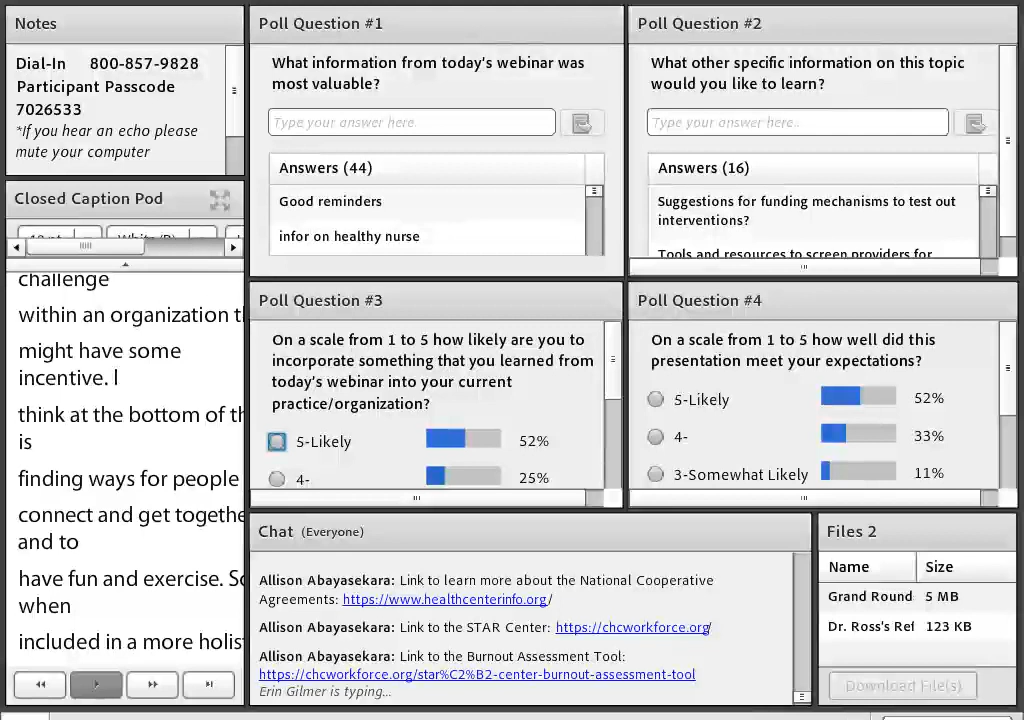 Notes
Dial-In 800-857-9828
Participant Passcode
7026533
*If you hear an echo please
mute your computer
Closed Caption Pod
challenge
within an organization t
might have some
incentive. I
think at the bottom of th
is
finding ways for people
connect and get togethe
and to
have fun and exercise. So
when
included in a more holist
Poll Question #1
What information from today's webinar was
most valuable?
Type your answer here.
Answers (44)
Good reminders
infor on healthy nurse
Poll Question #2
What other specific information on this topic
would you like to learn?
Type your answer here..
Answers (16)
Suggestions for funding mechanisms to test out
interventions?
Tools and resources to screen providers for
Poll Question #3
On a scale from 1 to 5 how likely are you to
incorporate something that you learned from
today's webinar into your current
practice/organization?
5-Likely 52%
4- 25%
Poll Question #4
On a scale from 1 to 5 how well did this
presentation meet your expectations?
5-Likely 52%
4- 33%
3-Somewhat Likely 11%
Chat (Everyone)
Allison Abayasekara: Link to learn more about the National Cooperative
Agreements: https://www.healthcenterinfo.org/
Allison Abayasekara: Link to the STAR Center: https://chcworkforce.org/
Allison Abayasekara: Link to the Burnout Assessment Tool:
https://chcworkforce.org/star%C2%B2-center-burnout-assessment-tool
Erin Gilmer is typing...
Files 2
Name Size
Grand Round 5 MB
Dr. Ross's Ref 123 KB
Download File(s)